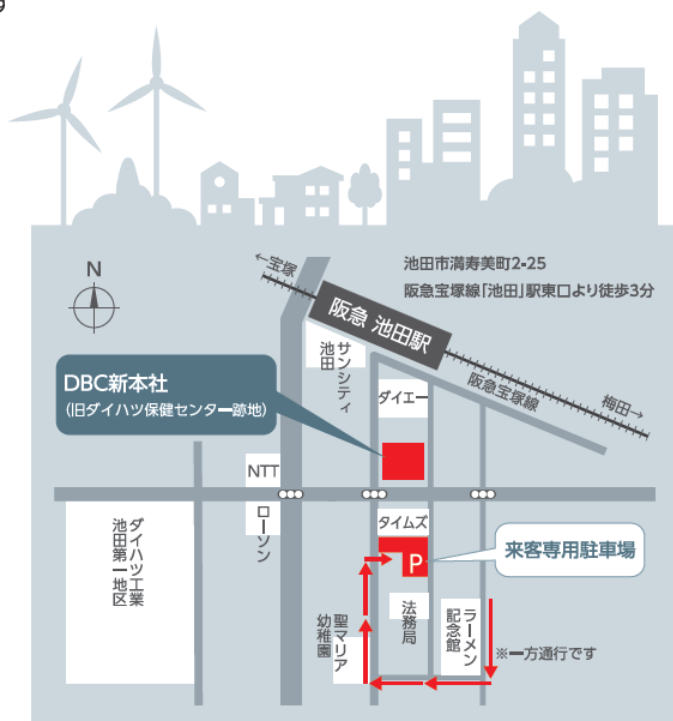 N
←宝塚
池田市満寿美町2-25
阪急宝塚線「池田」駅東口より徒歩3分
阪急 池田駅
サンシティ
池田
DBC新本社
(旧ダイハツ保健センター跡地)
ダイエー
阪急宝塚線
梅田→
NTT
ローソン
タイムズ
P
来客専用駐車場
ダイハツ工業
池田第一地区
聖マリア
幼稚園
法務局
ラーメン
記念館
※一方通行です